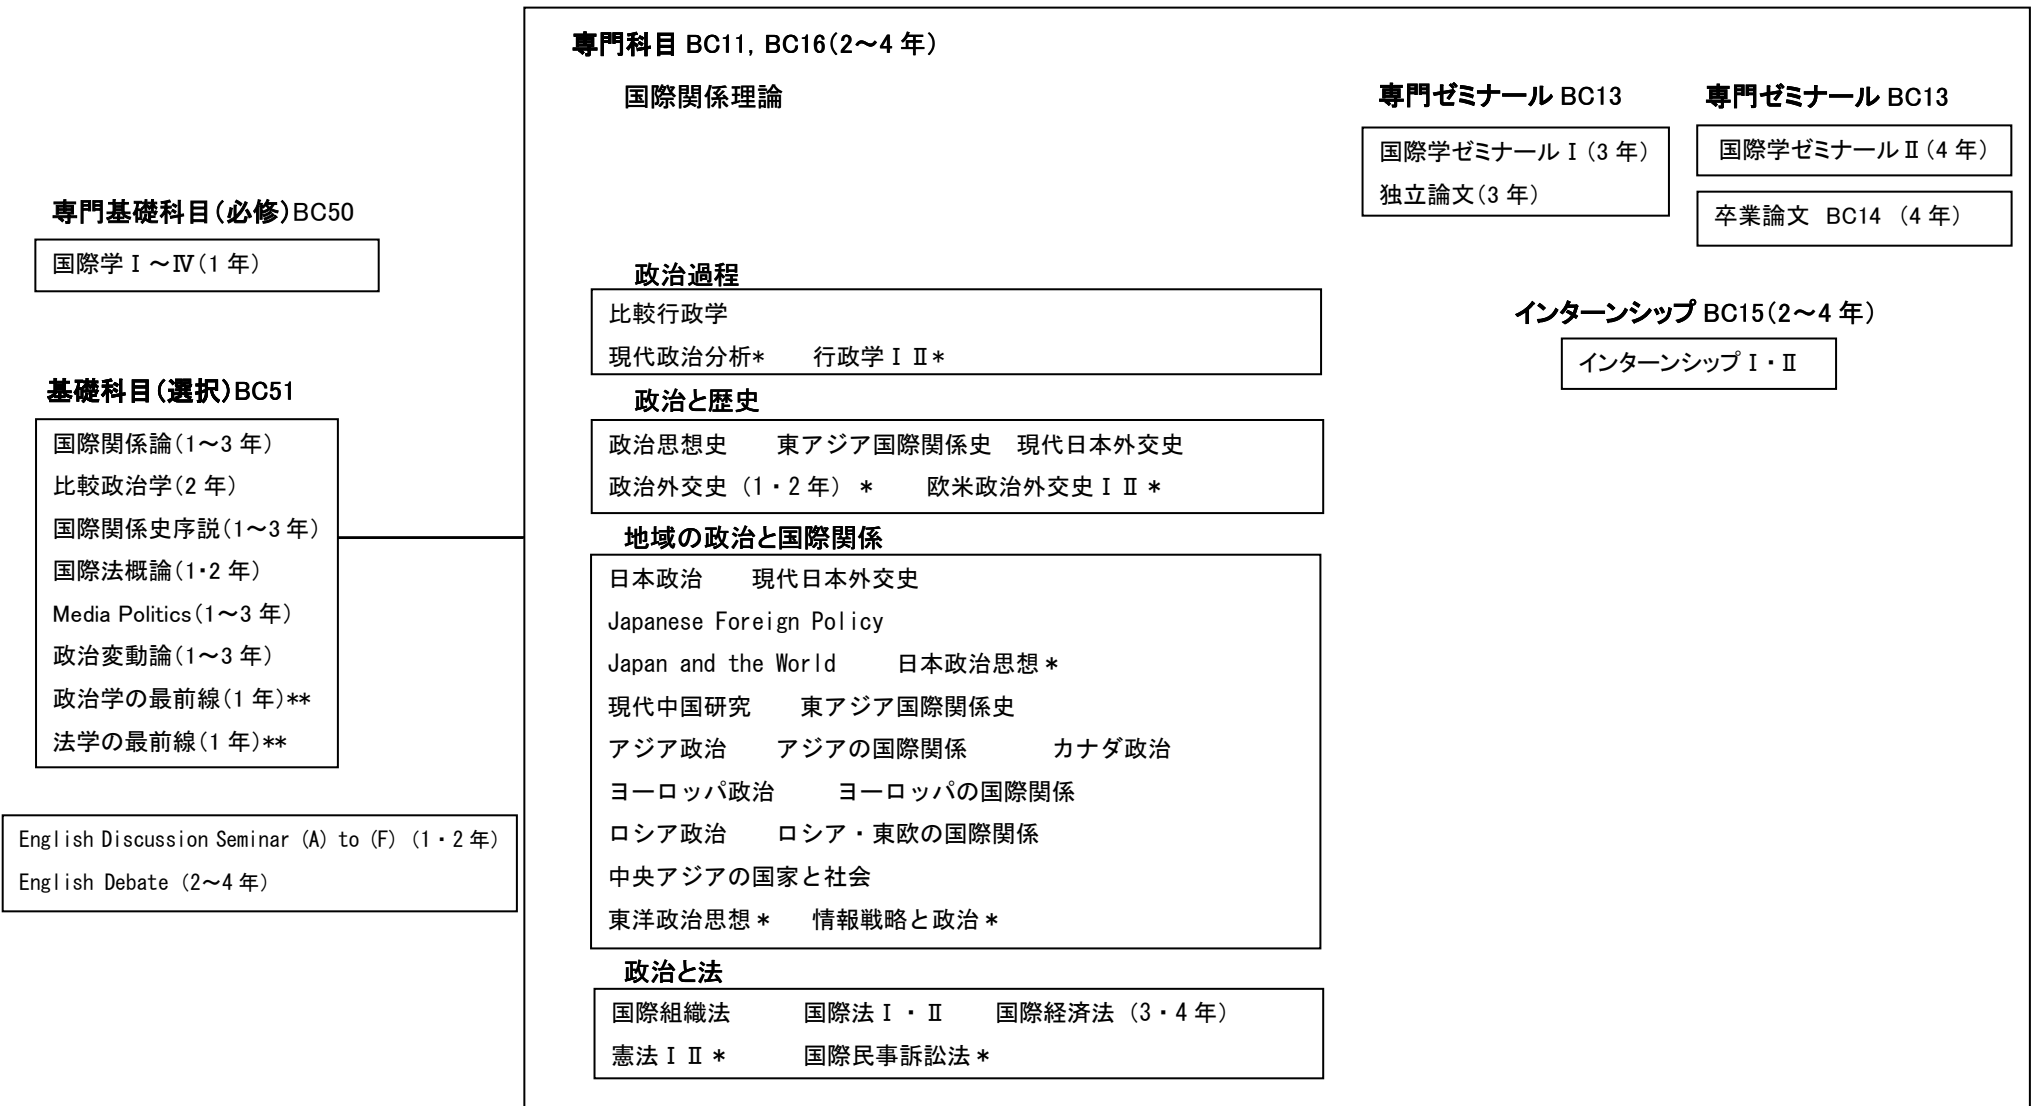 専門科目 BC11, BC16(2～4 年)
国際関係理論
専門ゼミナール BC13
国際学ゼミナール I (3 年)
独立論文(3 年)
専門ゼミナール BC13
国際学ゼミナール Ⅱ (4 年)
卒業論文 BC14 (4 年)
インターンシップ BC15(2～4 年)
インターンシップ I・Ⅱ
専門基礎科目(必修)BC50
国際学 I ～Ⅳ(1 年)
基礎科目(選択)BC51
国際関係論(1～3 年)
比較政治学(2 年)
国際関係史序説(1～3 年)
国際法概論(1・2 年)
Media Politics(1～3 年)
政治変動論(1～3 年)
政治学の最前線(1 年)**
法学の最前線(1 年)**
English Discussion Seminar (A) to (F) (1・2 年)
English Debate (2～4 年)
政治過程
比較行政学
現代政治分析* 行政学 I Ⅱ*
政治と歴史
政治思想史 東アジア国際関係史 現代日本外交史
政治外交史 (1・2 年) * 欧米政治外交史 I Ⅱ *
地域の政治と国際関係
日本政治 現代日本外交史
Japanese Foreign Policy
Japan and the World 日本政治思想 *
現代中国研究 東アジア国際関係史
アジア政治 アジアの国際関係 カナダ政治
ヨーロッパ政治 ヨーロッパの国際関係
ロシア政治 ロシア・東欧の国際関係
中央アジアの国家と社会
東洋政治思想 * 情報戦略と政治 *
政治と法
国際組織法 国際法 I ・ Ⅱ 国際経済法 (3・4 年)
憲法 I Ⅱ * 国際民事訴訟法 *